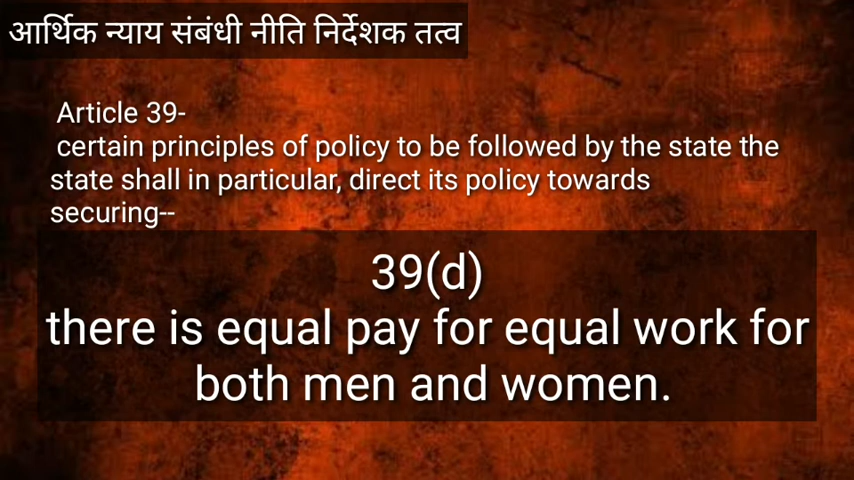 आर्थिक न्याय संबंधी नीति निर्देशक तत्व
Article 39-
certain principles of policy to be followed by the state the
state shall in particular, direct its policy towards
securing--
39(d)
there is equal pay for equal work for
both men and women.